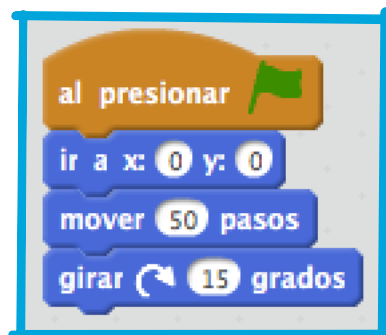 al presionar
ir a x: 0 y: 0
mover 50 pasos
girar 15 grados